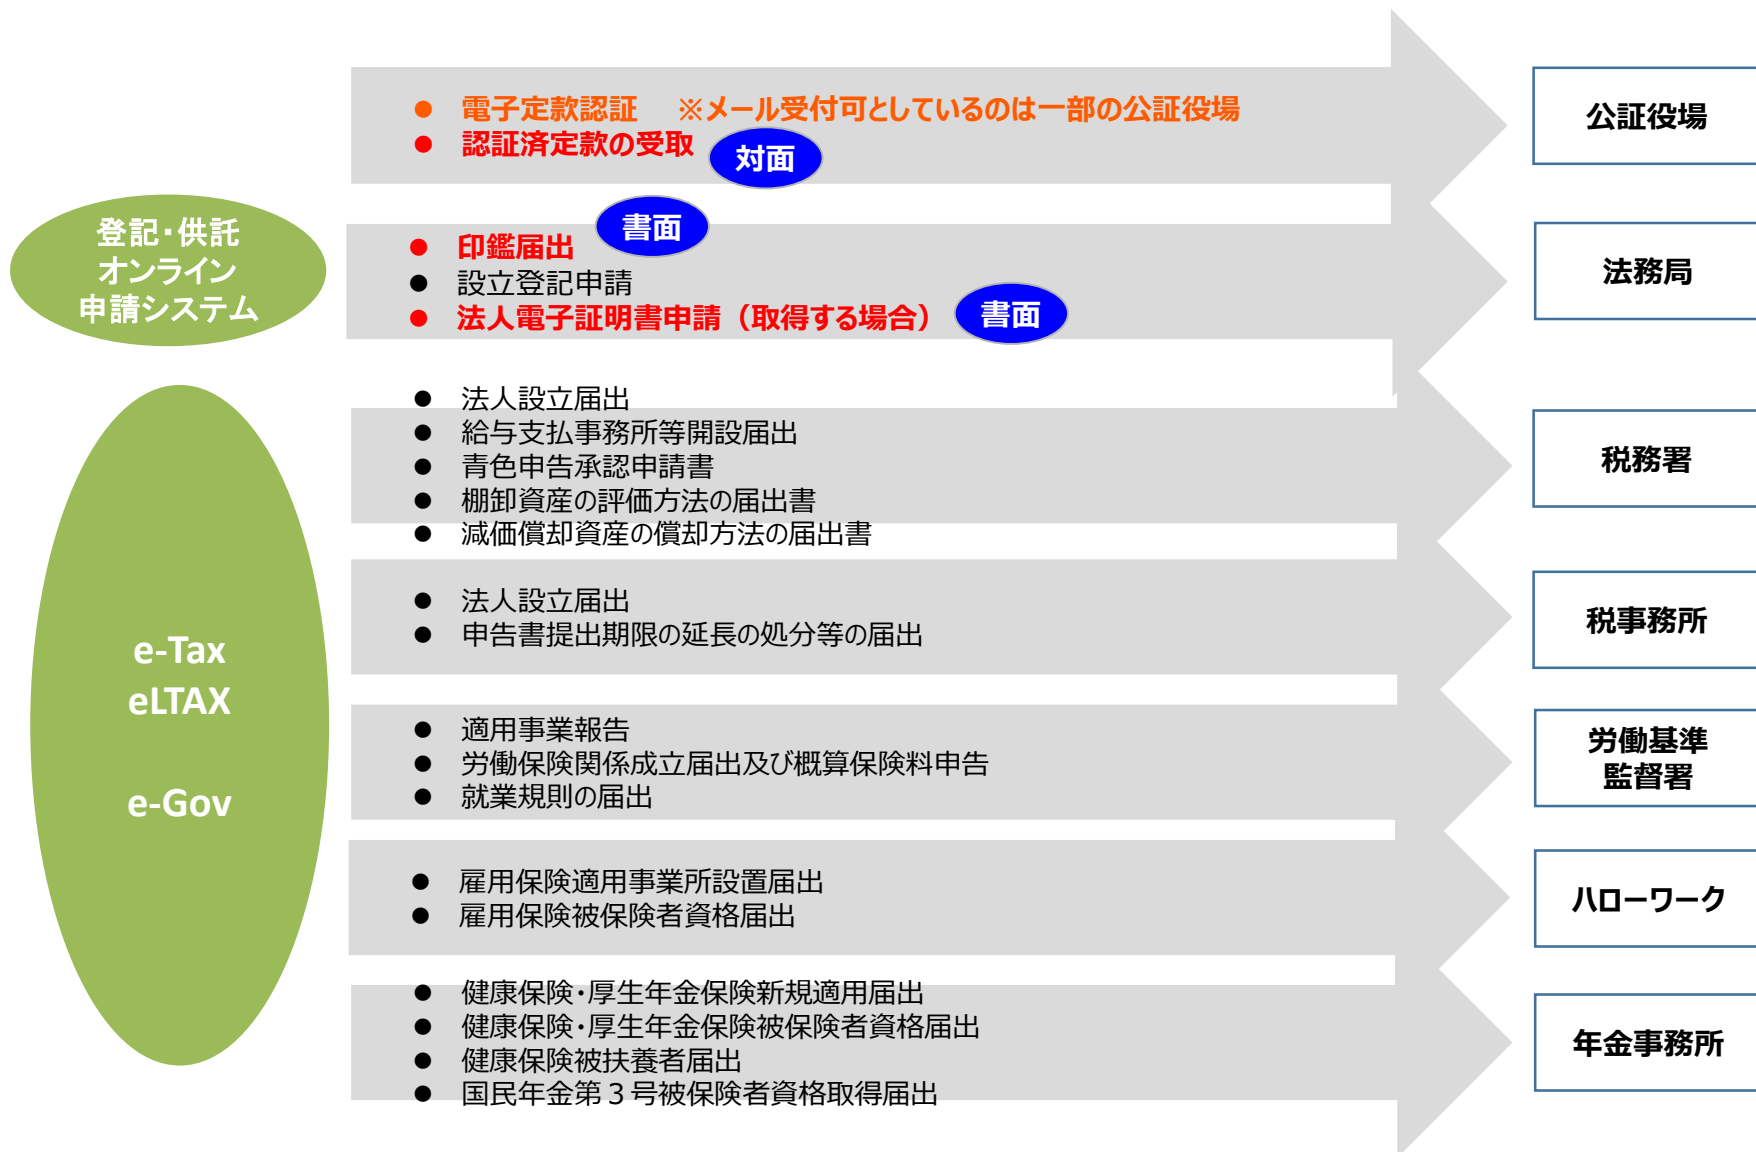 電子定款認証　※メール受付可としているのは一部の公証役場
認証済定款の受取
対面
公証役場
登記・供託
オンライン
申請システム
書面
印鑑届出
設立登記申請
法人電子証明書申請（取得する場合）
書面
法務局
e-Tax
eLTAX
e-Gov
法人設立届出
給与支払事務所等開設届出
青色申告承認申請書
棚卸資産の評価方法の届出書
減価償却資産の償却方法の届出書
税務署
法人設立届出
申告書提出期限の延長の処分等の届出
税事務所
適用事業報告
労働保険関係成立届出及び概算保険料申告
就業規則の届出
労働基準
監督署
雇用保険適用事業所設置届出
雇用保険被保険者資格届出
ハローワーク
健康保険・厚生年金保険新規適用届出
健康保険・厚生年金保険被保険者資格届出
健康保険被扶養者届出
国民年金第３号被保険者資格取得届出
年金事務所